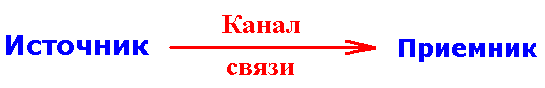 Канал
Источник
Приемник
связи